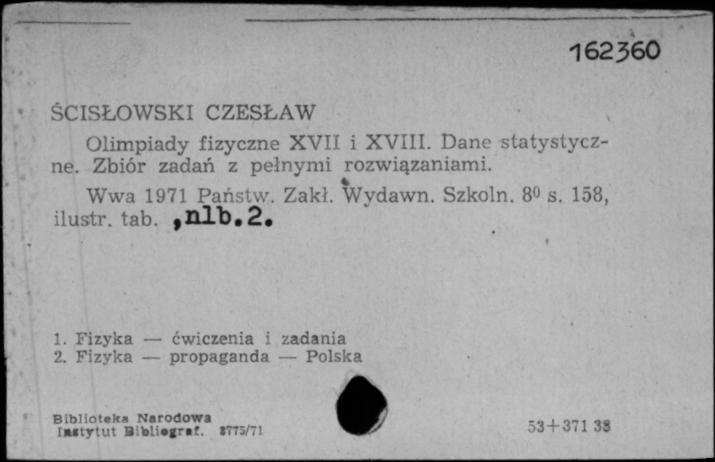 162360
ŚCISŁOWSKI CZESŁAW
Olimpiady fizyczne XVII i XVIII. Dane statystycz-
ne. Zbiór zadań z pełnymi rozwiązaniami.
Wwa 1971 Państw. Zakł. Wydawn. Szkoln. 8⁰ s. 158,
ilustr. tab. ,nlb.2.
1. Fizyka — ćwiczenia i zadania
2. Fizyka — propaganda — Polska
Biblioteka Narodowa
Instytut Bibliograf. 8775/71
53+371 38